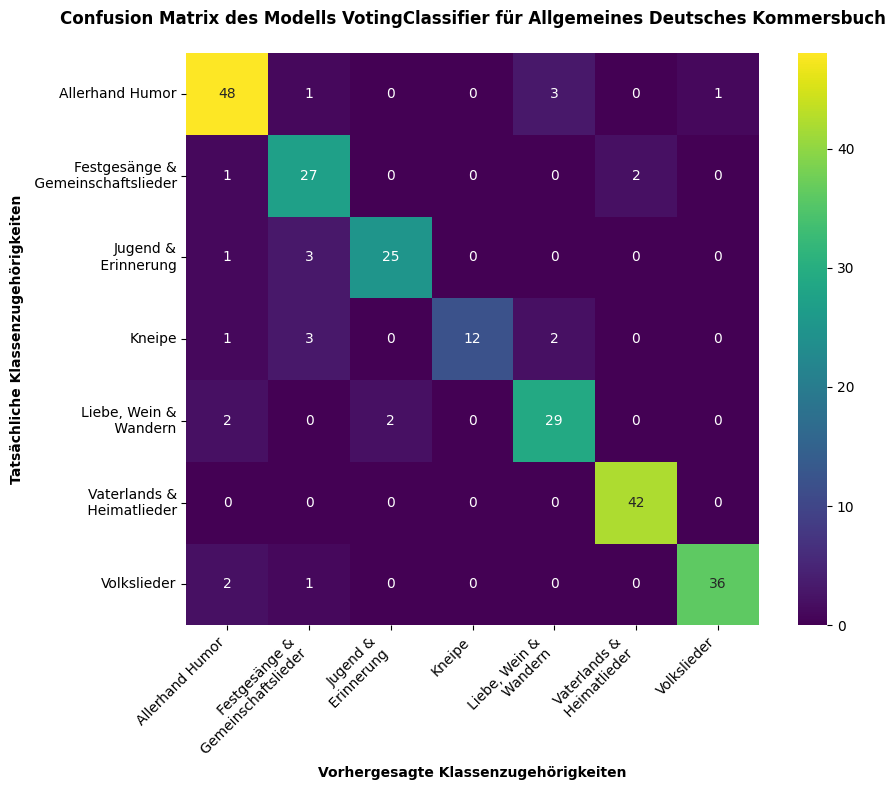 Confusion Matrix des Modells VotingClassifier für Allgemeines Deutsches Kommersbuch
Tatsächliche Klassenzugehörigkeiten
Allerhand Humor 48 1 0 0 3 0 1
Festgesänge &
Gemeinschaftslieder 1 27 0 0 0 2 0
Jugend &
Erinnerung 1 3 25 0 0 0 0
Kneipe 1 3 0 12 2 0 0
Liebe, Wein &
Wandern 2 0 2 0 29 0 0
Vaterlands &
Heimatlieder 0 0 0 0 0 42 0
Volkslieder 2 1 0 0 0 0 36
Allerhand Humor
Festgesänge &
Gemeinschaftslieder
Jugend &
Erinnerung
Kneipe
Liebe, Wein &
Wandern
Vaterlands &
Heimatlieder
Volkslieder
Vorhergesagte Klassenzugehörigkeiten
40
30
20
10
0